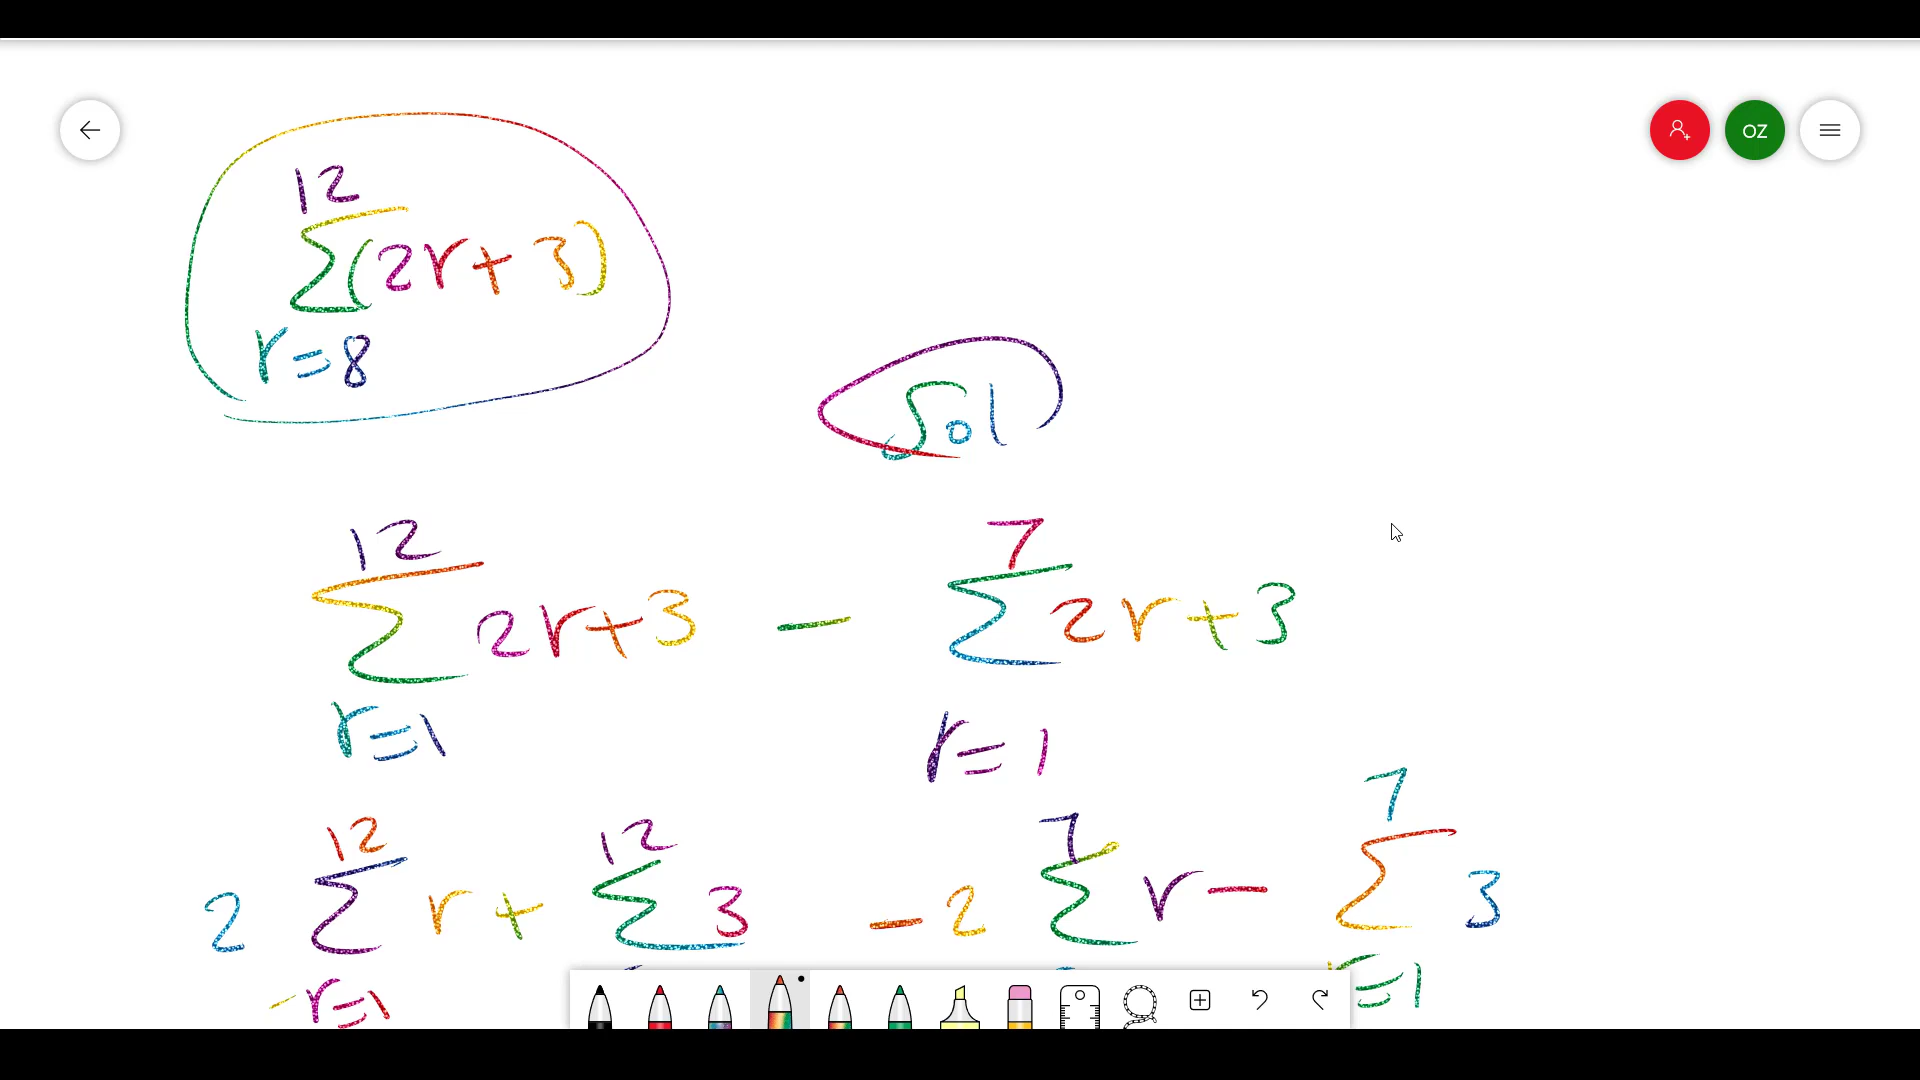 OZ
12
Σ(2r+3)
r=8
Sol
12 7
Σ 2r+3 - Σ 2r+3
r=1 r=1
12 12 7 7
2 Σ r + Σ 3 - 2 Σ r - Σ 3
r=1 r=1